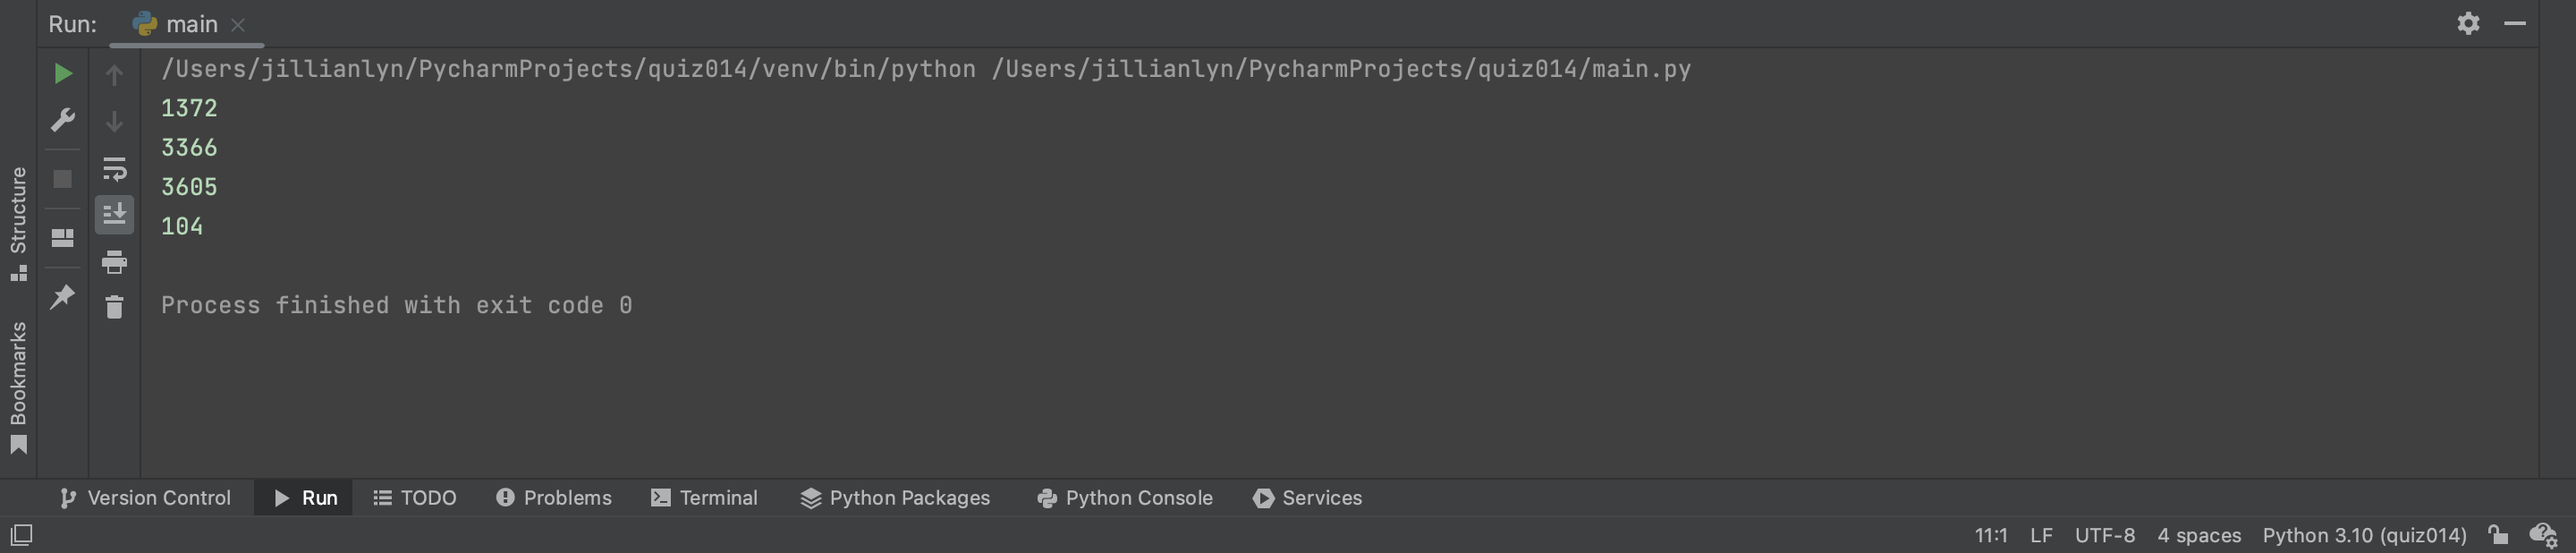 Run: main
/Users/jillianlyn/PycharmProjects/quiz014/venv/bin/python /Users/jillianlyn/PycharmProjects/quiz014/main.py
1372
3366
3605
104
Process finished with exit code 0
Structure
Bookmarks
Version Control Run TODO Problems Terminal Python Packages Python Console Services
11:1 LF UTF-8 4 spaces Python 3.10 (quiz014)